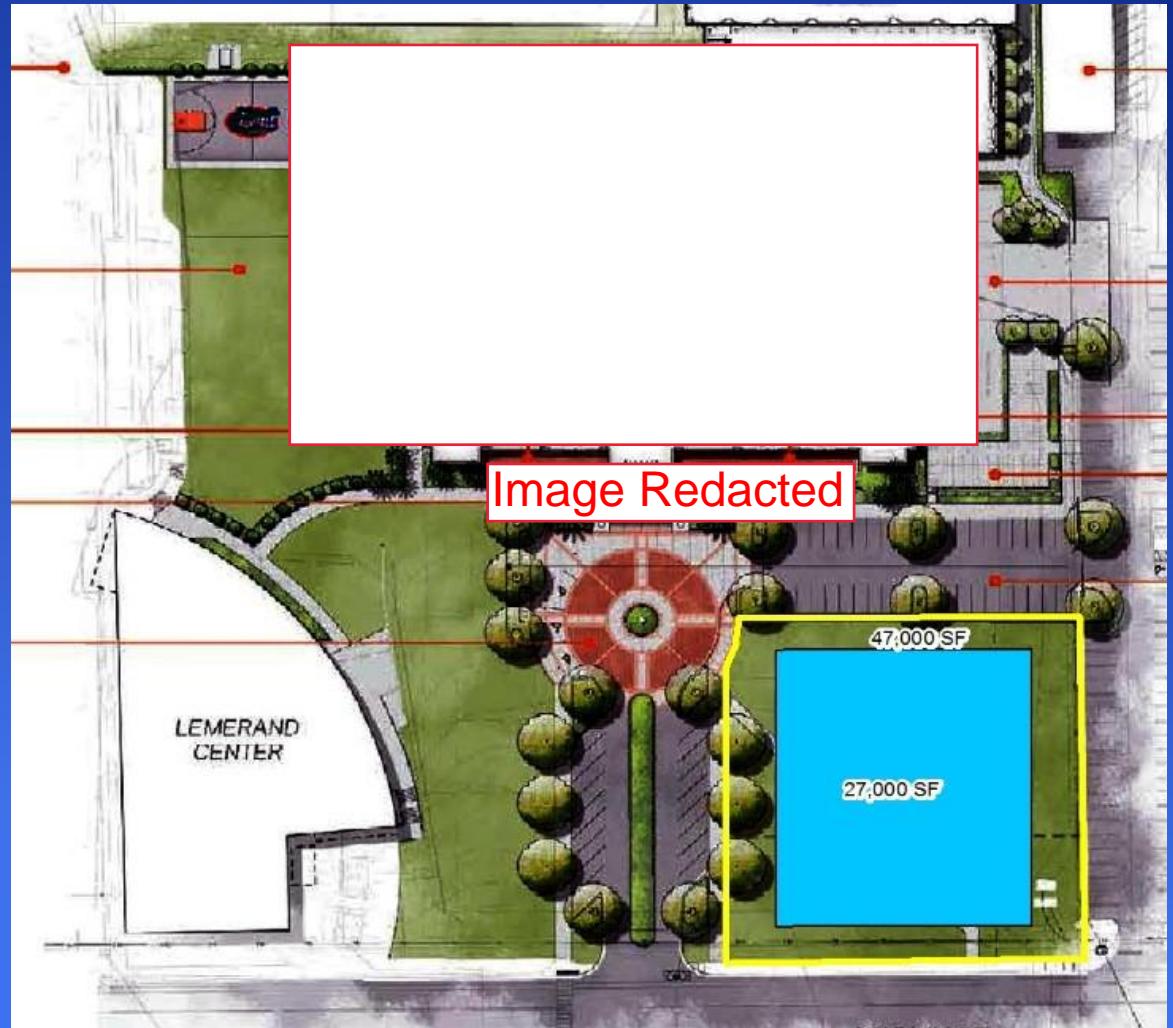 Image Redacted
47,000 SF
LEMERAND
CENTER
27,000 SF